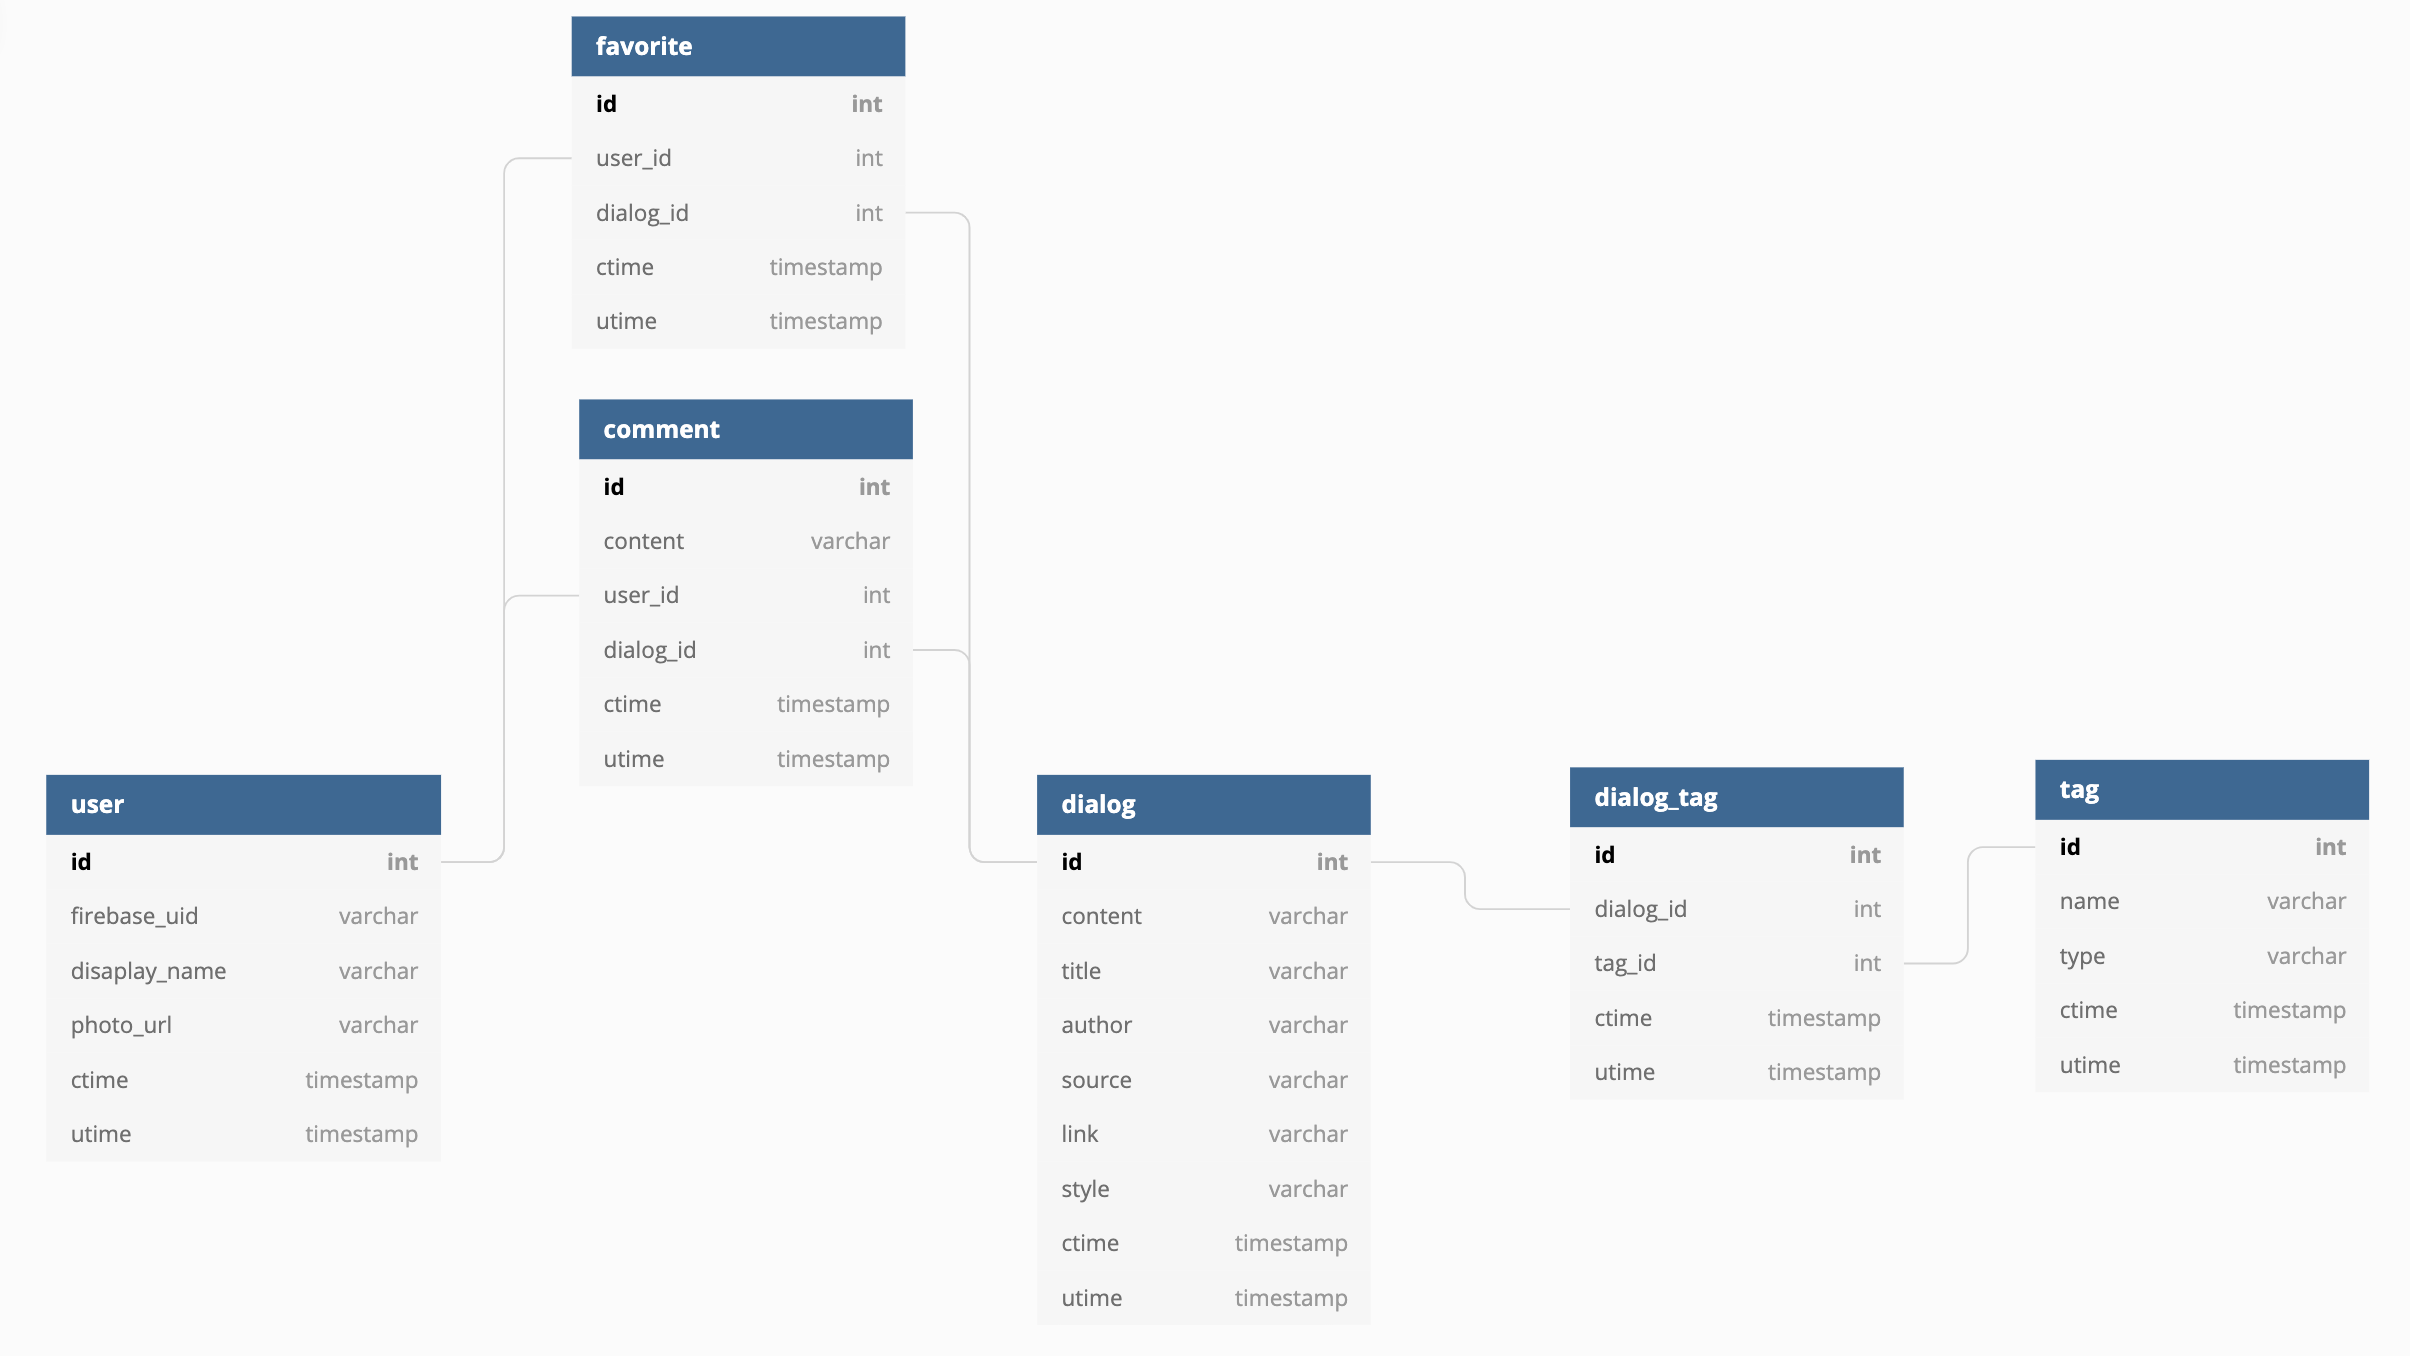 favorite
id int
user_id int
dialog_id int
ctime timestamp
utime timestamp
comment
id int
content varchar
user_id int
dialog_id int
ctime timestamp
utime timestamp
user
id int
firebase_uid varchar
disaplay_name varchar
photo_url varchar
ctime timestamp
utime timestamp
dialog
id int
content varchar
title varchar
author varchar
source varchar
link varchar
style varchar
ctime timestamp
utime timestamp
dialog_tag
id int
dialog_id int
tag_id int
ctime timestamp
utime timestamp
tag
id int
name varchar
type varchar
ctime timestamp
utime timestamp